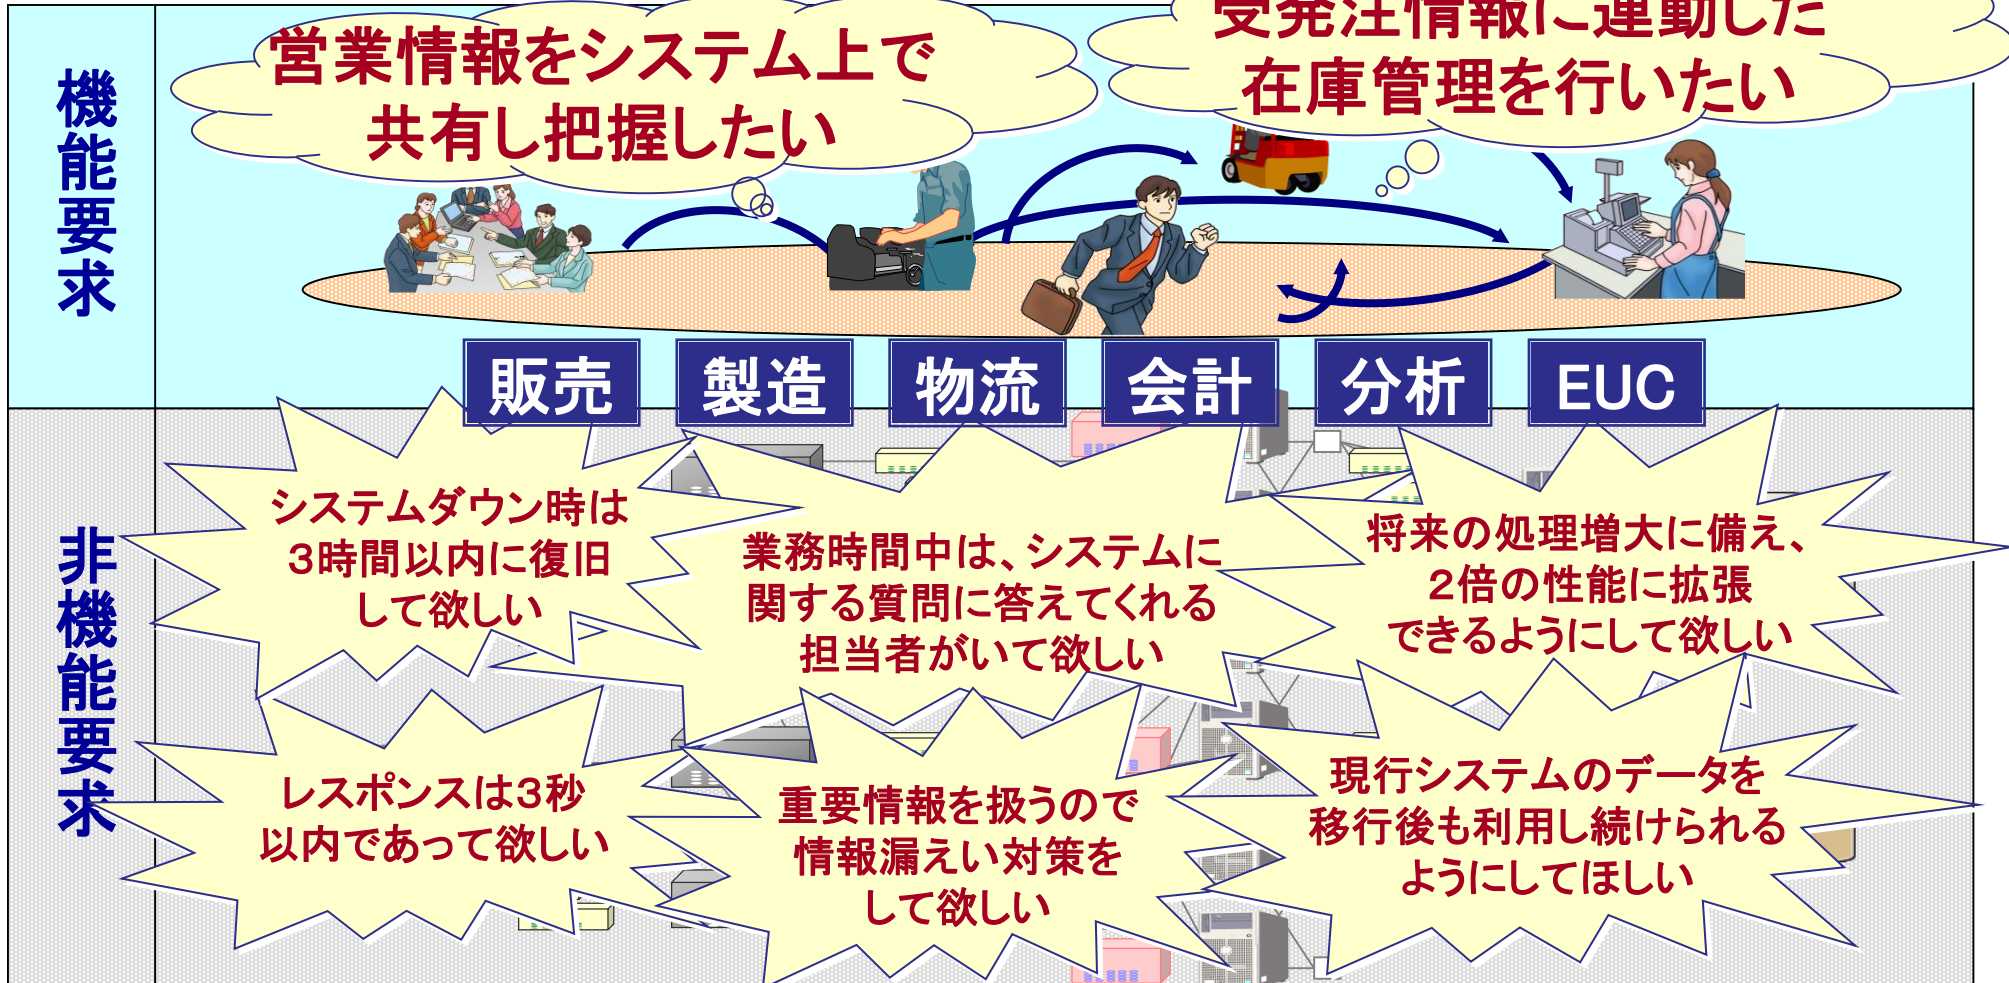 機能要求
営業情報をシステム上で
共有し把握したい
受発注情報に連動した
在庫管理を行いたい
販売
製造
物流
会計
分析
EUC
非機能要求
システムダウン時は
３時間以内に復旧
して欲しい
業務時間中は、システムに
関する質問に答えてくれる
担当者がいて欲しい
将来の処理増大に備え、
２倍の性能に拡張
できるようにして欲しい
レスポンスは３秒
以内であって欲しい
重要情報を扱うので
情報漏えい対策を
して欲しい
現行システムのデータを
移行後も利用し続けられる
ようにしてほしい